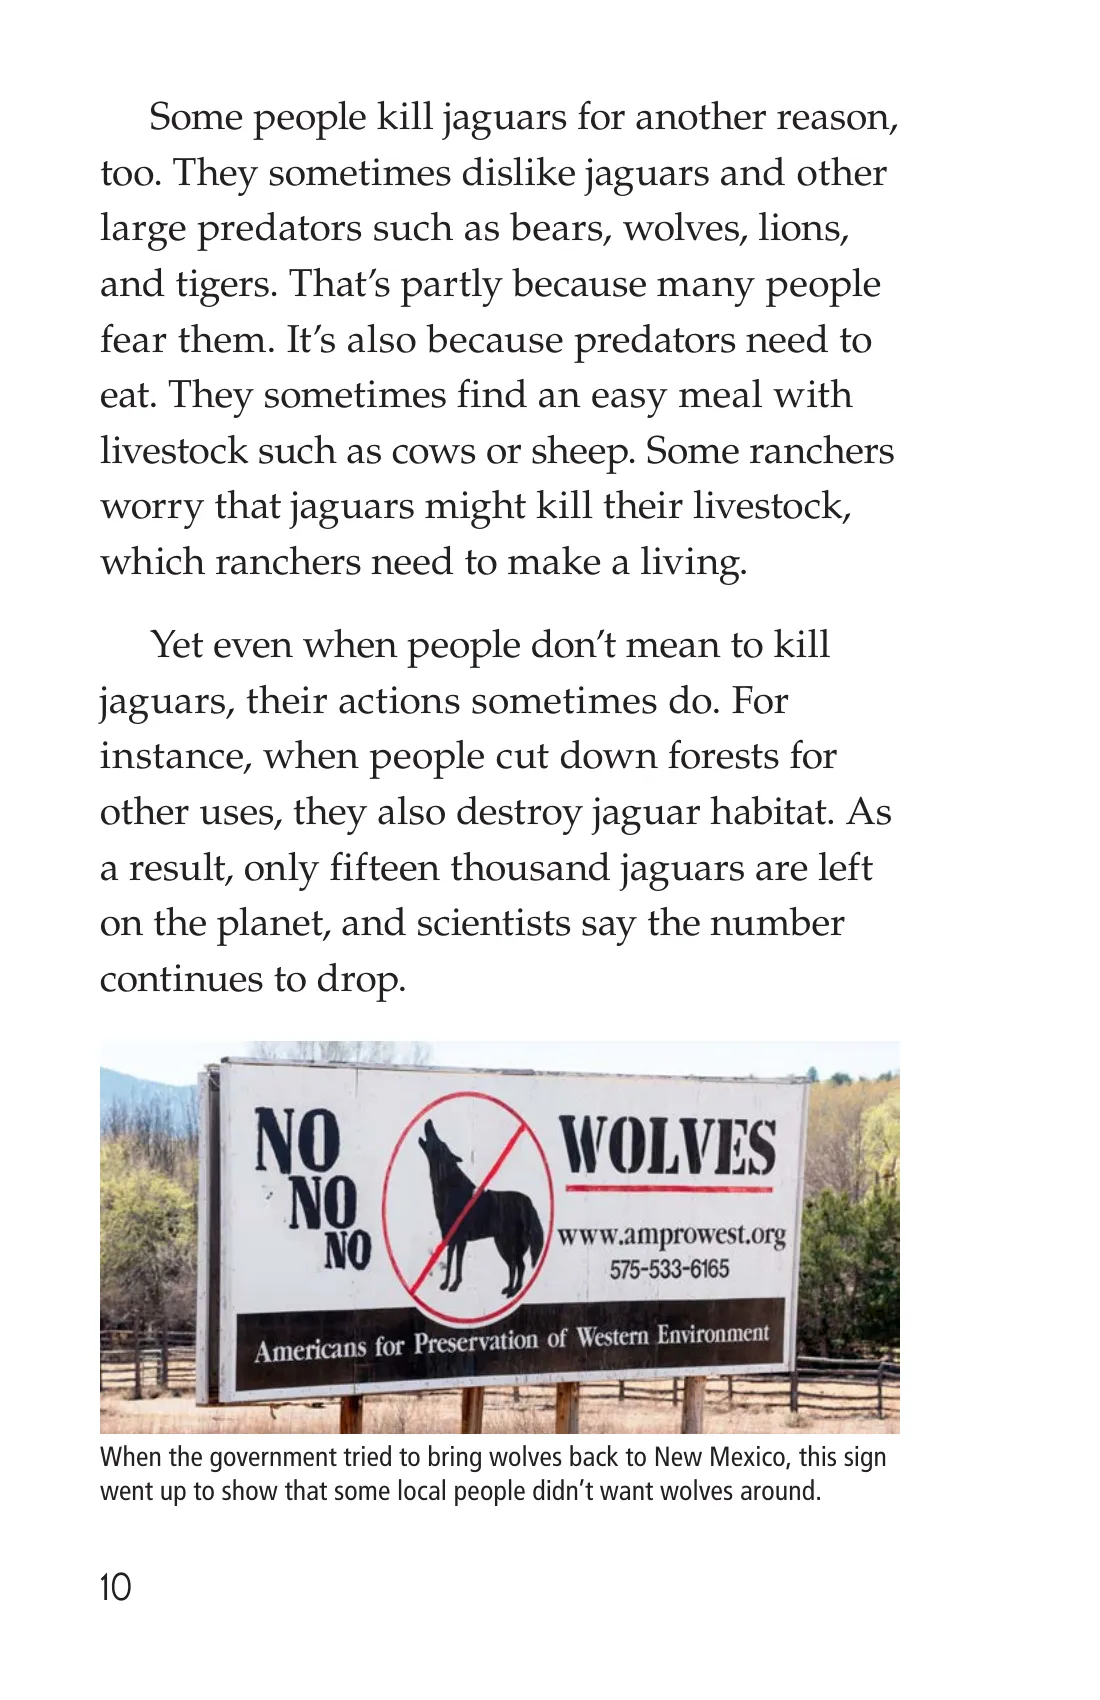 Some people kill jaguars for another reason,
too. They sometimes dislike jaguars and other
large predators such as bears, wolves, lions,
and tigers. That’s partly because many people
fear them. It’s also because predators need to
eat. They sometimes find an easy meal with
livestock such as cows or sheep. Some ranchers
worry that jaguars might kill their livestock,
which ranchers need to make a living.
Yet even when people don’t mean to kill
jaguars, their actions sometimes do. For
instance, when people cut down forests for
other uses, they also destroy jaguar habitat. As
a result, only fifteen thousand jaguars are left
on the planet, and scientists say the number
continues to drop.
NO
NO
NO
WOLVES
www.amprowest.org
575-533-6165
Americans for Preservation of Western Environment
When the government tried to bring wolves back to New Mexico, this sign
went up to show that some local people didn’t want wolves around.
10